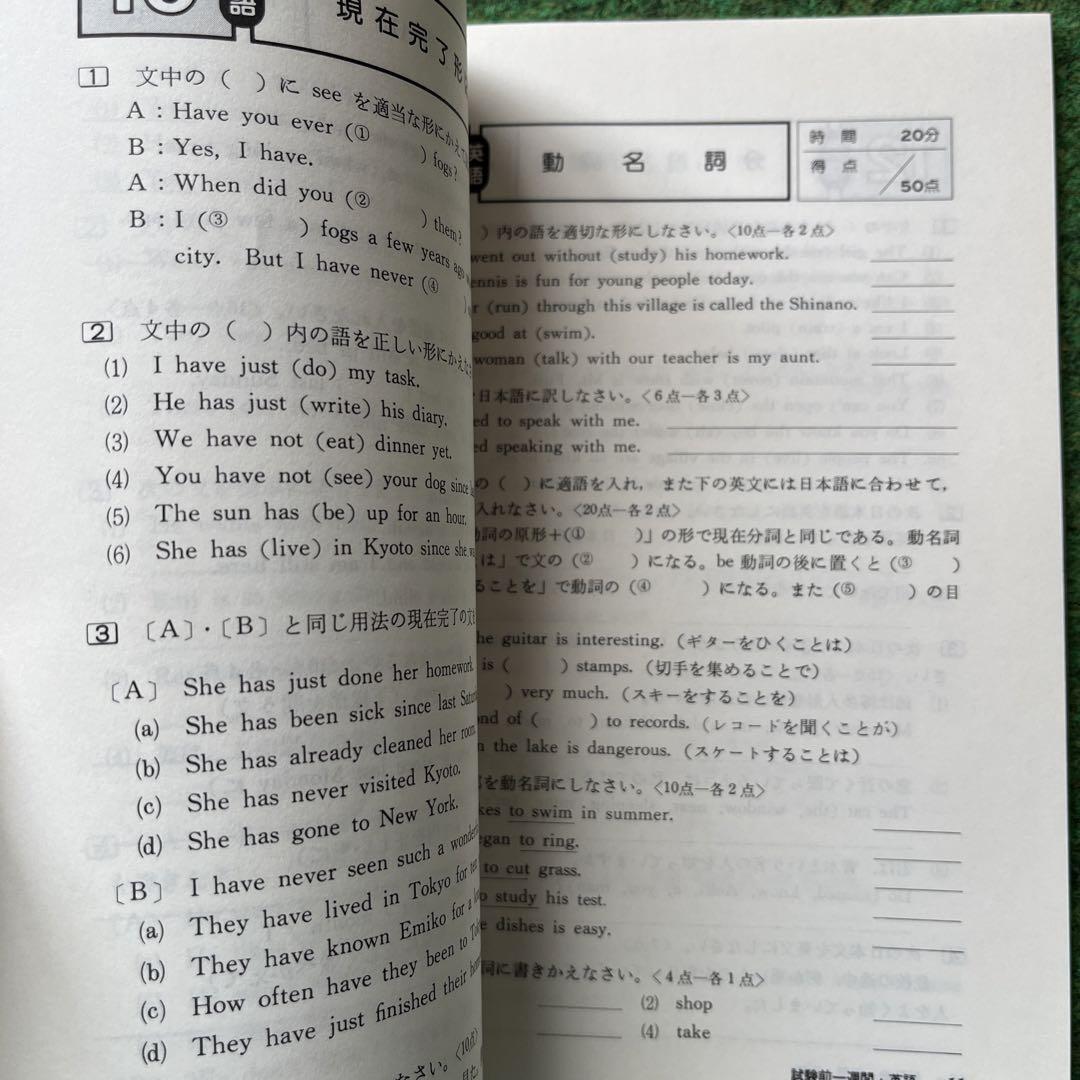 語
現在完了形
1 文中の（　）に see を適当な形にかえて
A : Have you ever (① ) fogs?
B : Yes, I have.
A : When did you (② ) them?
B : I (③ ) fogs a few years ago
city. But I have never (④ )
2 文中の（　）内の語を正しい形にかえな
(1) I have just (do) my task.
(2) He has just (write) his diary.
(3) We have not (eat) dinner yet.
(4) You have not (see) your dog since
(5) The sun has (be) up for an hour.
(6) She has (live) in Kyoto since she
3 〔A〕・〔B〕と同じ用法の現在完了の文を
〔A〕 She has just done her homework.
(a) She has been sick since last Satur
(b) She has already cleaned her room.
(c) She has never visited Kyoto.
(d) She has gone to New York.
〔B〕 I have never seen such a wonder
(a) They have lived in Tokyo for ten
(b) They have known Emiko for a
(c) How often have they been to
(d) They have just finished their
なさい。〈10点〉
英語
動名詞
時間 20分
得点 ／50点
）内の語を適切な形にしなさい。〈10点―各2点〉
went out without (study) his homework.
ennis is fun for young people today.
r (run) through this village is called the Shinano.
good at (swim).
woman (talk) with our teacher is my aunt.
日本語に訳しなさい。〈6点―各3点〉
ed to speak with me.
ed speaking with me.
の（　）に適語を入れ，また下の英文には日本語に合わせて，
入れなさい。〈20点―各2点〉
詞の原形＋(① )」の形で現在分詞と同じである。動名詞
は」で文の (② ) になる。be 動詞の後に置くと (③ )
ることを」で動詞の (④ ) になる。また (⑤ ) の目
he guitar is interesting.（ギターをひくことは）
is ( ) stamps.（切手を集めることで）
) very much.（スキーをすることを）
ond of ( ) to records.（レコードを聞くことが）
n the lake is dangerous.（スケートすることは）
を動名詞にしなさい。〈10点―各2点〉
kes to swim in summer.
egan to ring.
to cut grass.
o study his test.
e dishes is easy.
詞に書きかえなさい。〈4点―各1点〉
(2) shop
(4) take
試験前一週間・英語